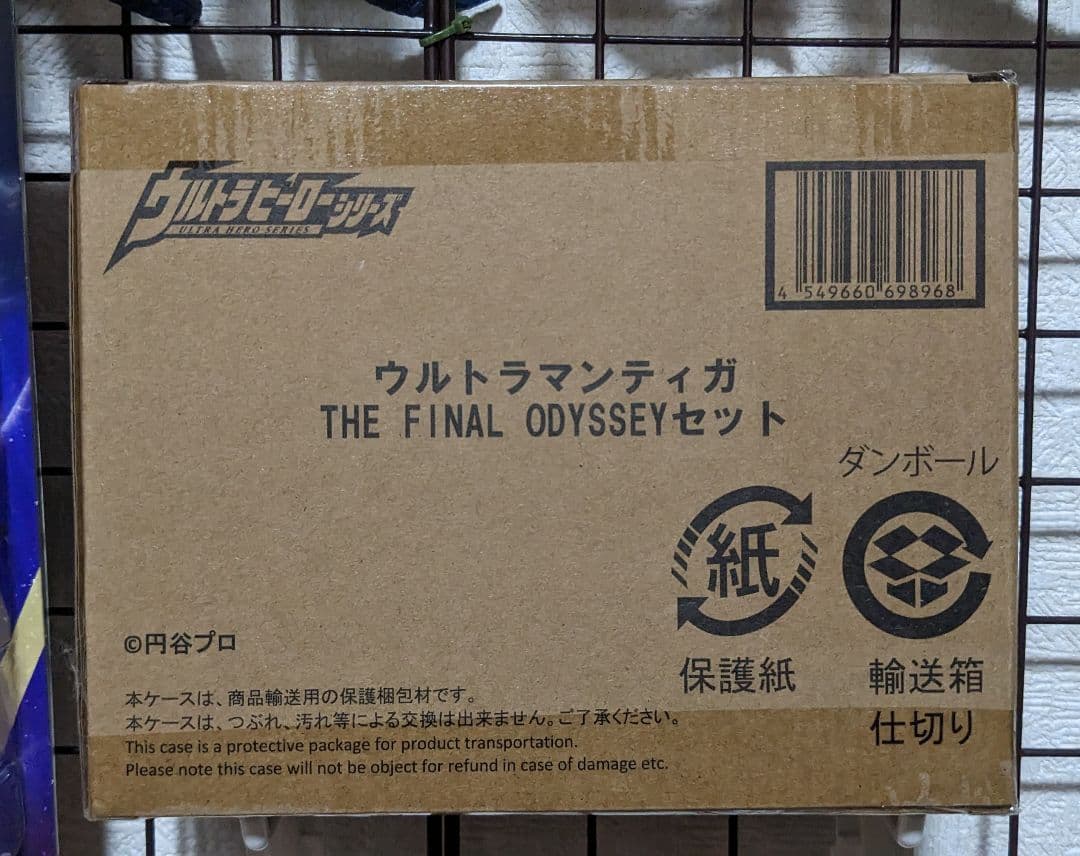 ウルトラヒーローシリーズ
ULTRA HERO SERIES
4 549660 698968
ウルトラマンティガ
THE FINAL ODYSSEYセット
ダンボール
紙
保護紙
輸送箱
仕切り
©円谷プロ
本ケースは、商品輸送用の保護梱包材です。
本ケースは、つぶれ、汚れ等による交換は出来ません。ご了承ください。
This case is a protective package for product transportation.
Please note this case will not be object for refund in case of damage etc.